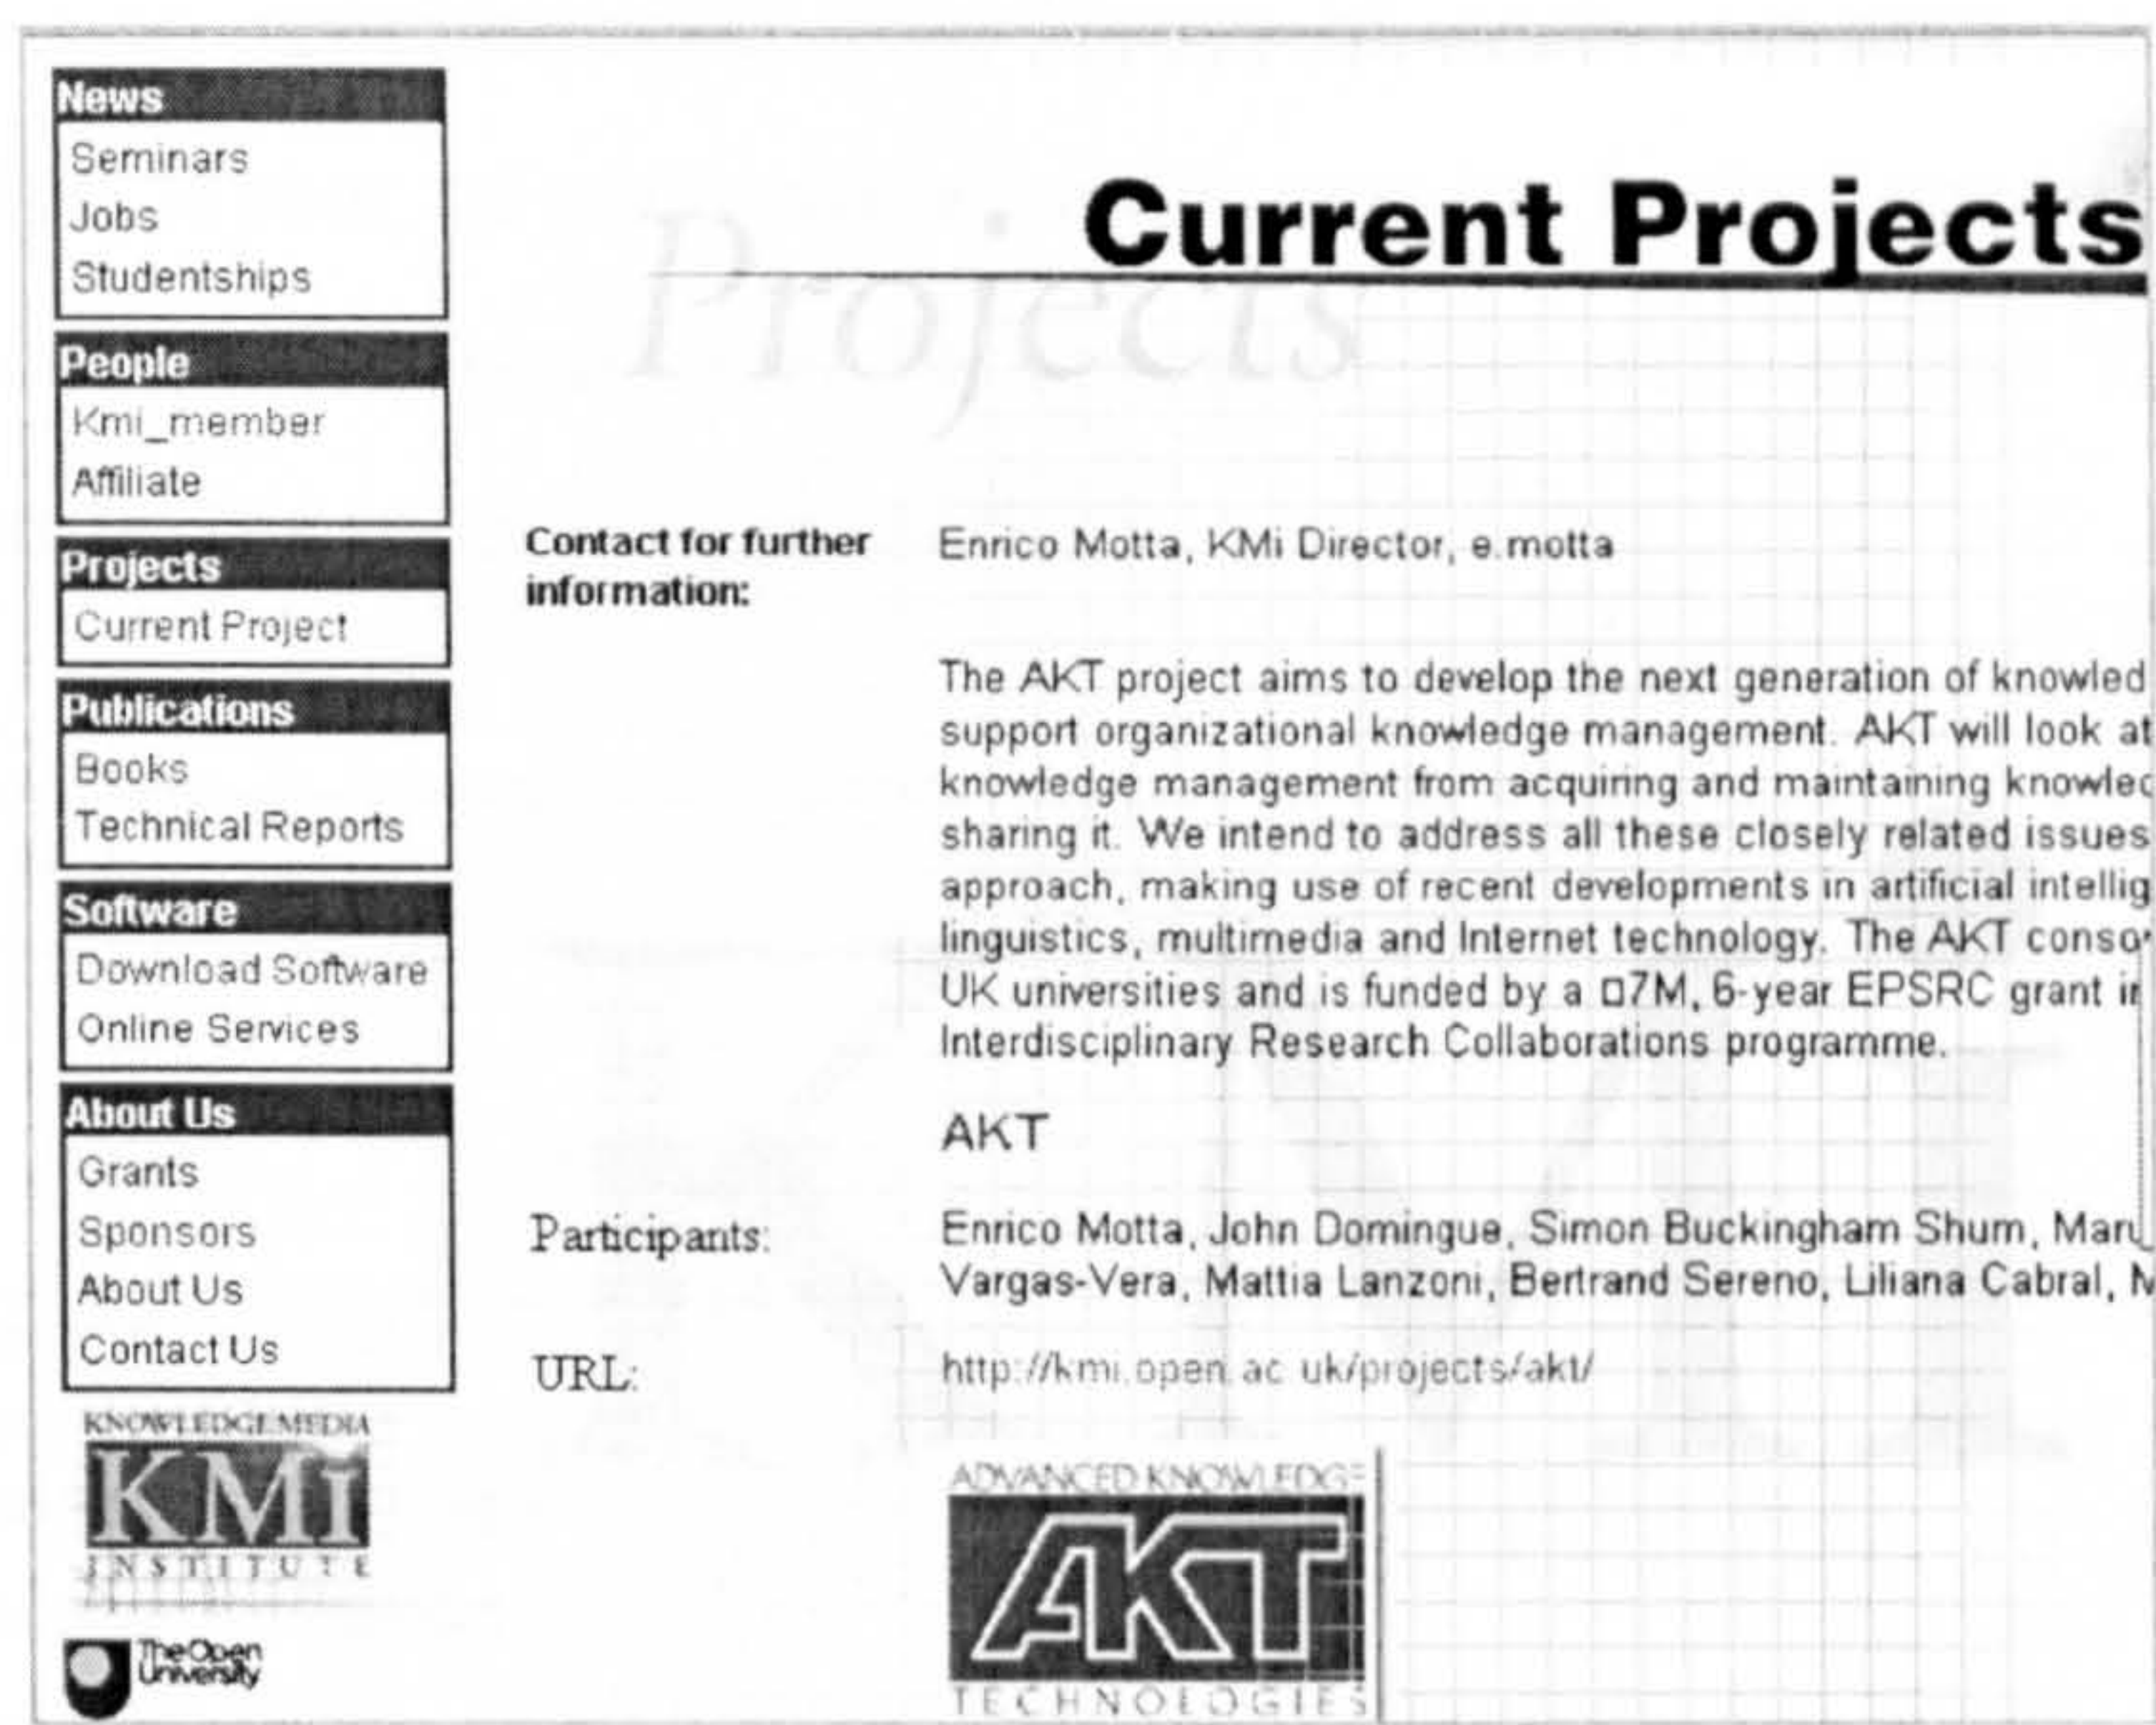 News
Seminars
Jobs
Studentships
People
Kmi_member
Affiliate
Projects
Current Project
Publications
Books
Technical Reports
Software
Download Software
Online Services
About Us
Grants
Sponsors
About Us
Contact Us
KNOWLEDGE MEDIA
KMi
INSTITUTE
The Open
University
Projects
Current Projects
Contact for further
information:
Enrico Motta, KMi Director, e.motta
The AKT project aims to develop the next generation of knowled
support organizational knowledge management. AKT will look at
knowledge management from acquiring and maintaining knowled
sharing it. We intend to address all these closely related issues
approach, making use of recent developments in artificial intellig
linguistics, multimedia and Internet technology. The AKT consor
UK universities and is funded by a □7M, 6-year EPSRC grant in
Interdisciplinary Research Collaborations programme.
AKT
Participants:
Enrico Motta, John Domingue, Simon Buckingham Shum, Mari
Vargas-Vera, Mattia Lanzoni, Bertrand Sereno, Liliana Cabral, M
URL:
http://kmi.open.ac.uk/projects/akt/
ADVANCED KNOWLEDGE
AKT
TECHNOLOGIES